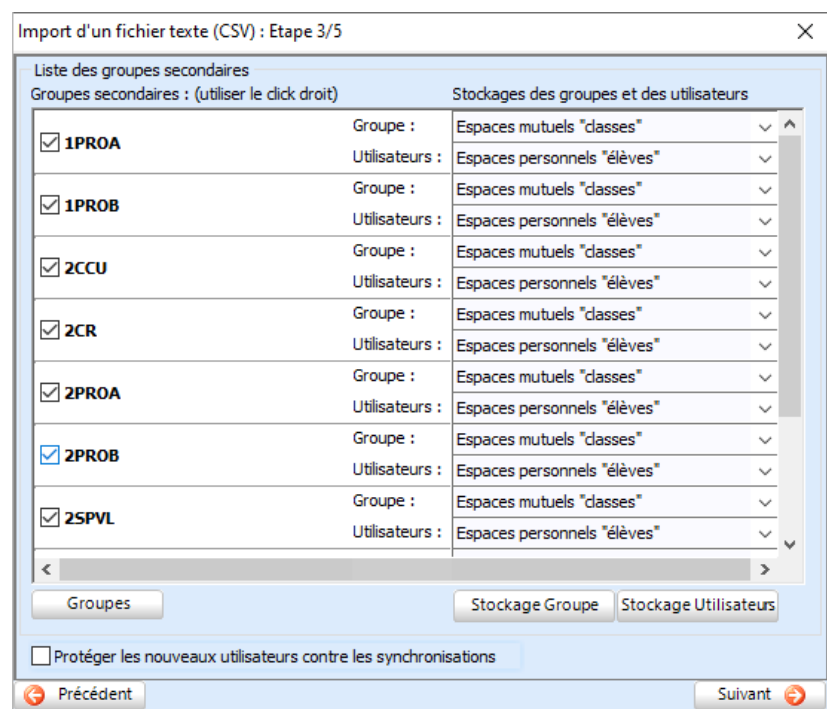 Import d'un fichier texte (CSV) : Etape 3/5
Liste des groupes secondaires
Groupes secondaires : (utiliser le click droit) Stockages des groupes et des utilisateurs
Groupe : Espaces mutuels "classes"
1PROA
Utilisateurs : Espaces personnels "élèves"
Groupe : Espaces mutuels "classes"
1PROB
Utilisateurs : Espaces personnels "élèves"
Groupe : Espaces mutuels "classes"
2CCU
Utilisateurs : Espaces personnels "élèves"
Groupe : Espaces mutuels "classes"
2CR
Utilisateurs : Espaces personnels "élèves"
Groupe : Espaces mutuels "classes"
2PROA
Utilisateurs : Espaces personnels "élèves"
Groupe : Espaces mutuels "classes"
2PROB
Utilisateurs : Espaces personnels "élèves"
Groupe : Espaces mutuels "classes"
2SPVL
Utilisateurs : Espaces personnels "élèves"
Groupes Stockage Groupe Stockage Utilisateurs
Protéger les nouveaux utilisateurs contre les synchronisations
Précédent Suivant